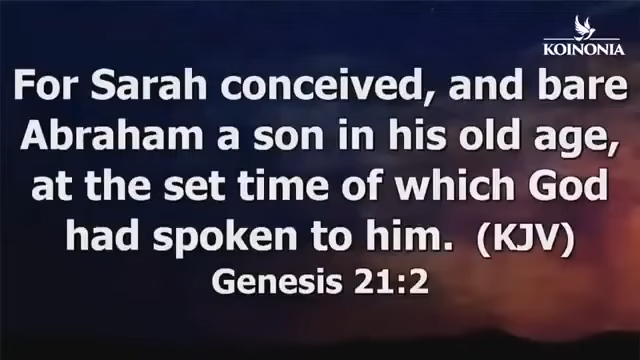 KOINONIA
For Sarah conceived, and bare
Abraham a son in his old age,
at the set time of which God
had spoken to him. (KJV)
Genesis 21:2